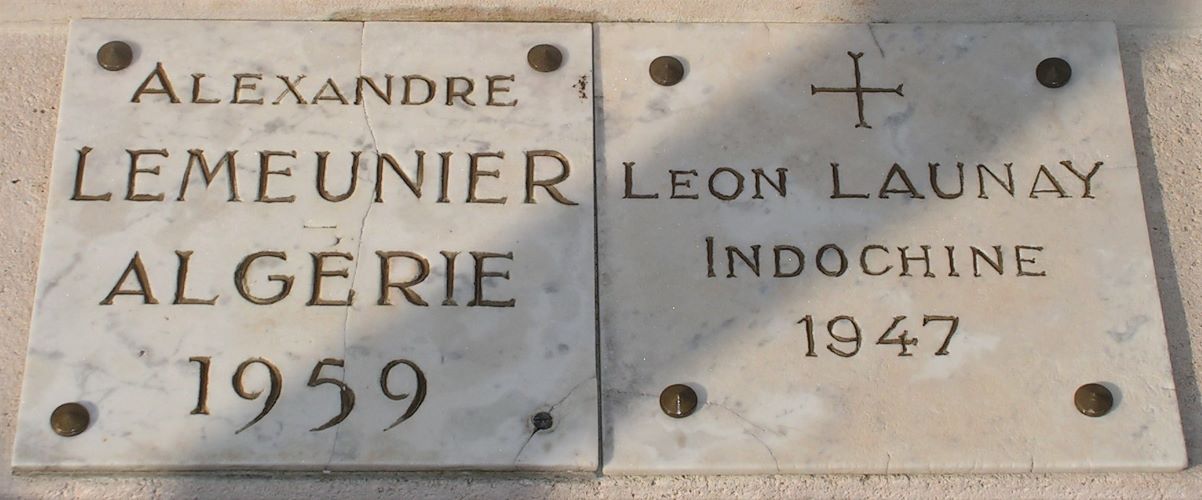 ALEXANDRE
LEMEUNIER
ALGÉRIE
1959
LEON LAUNAY
INDOCHINE
1947